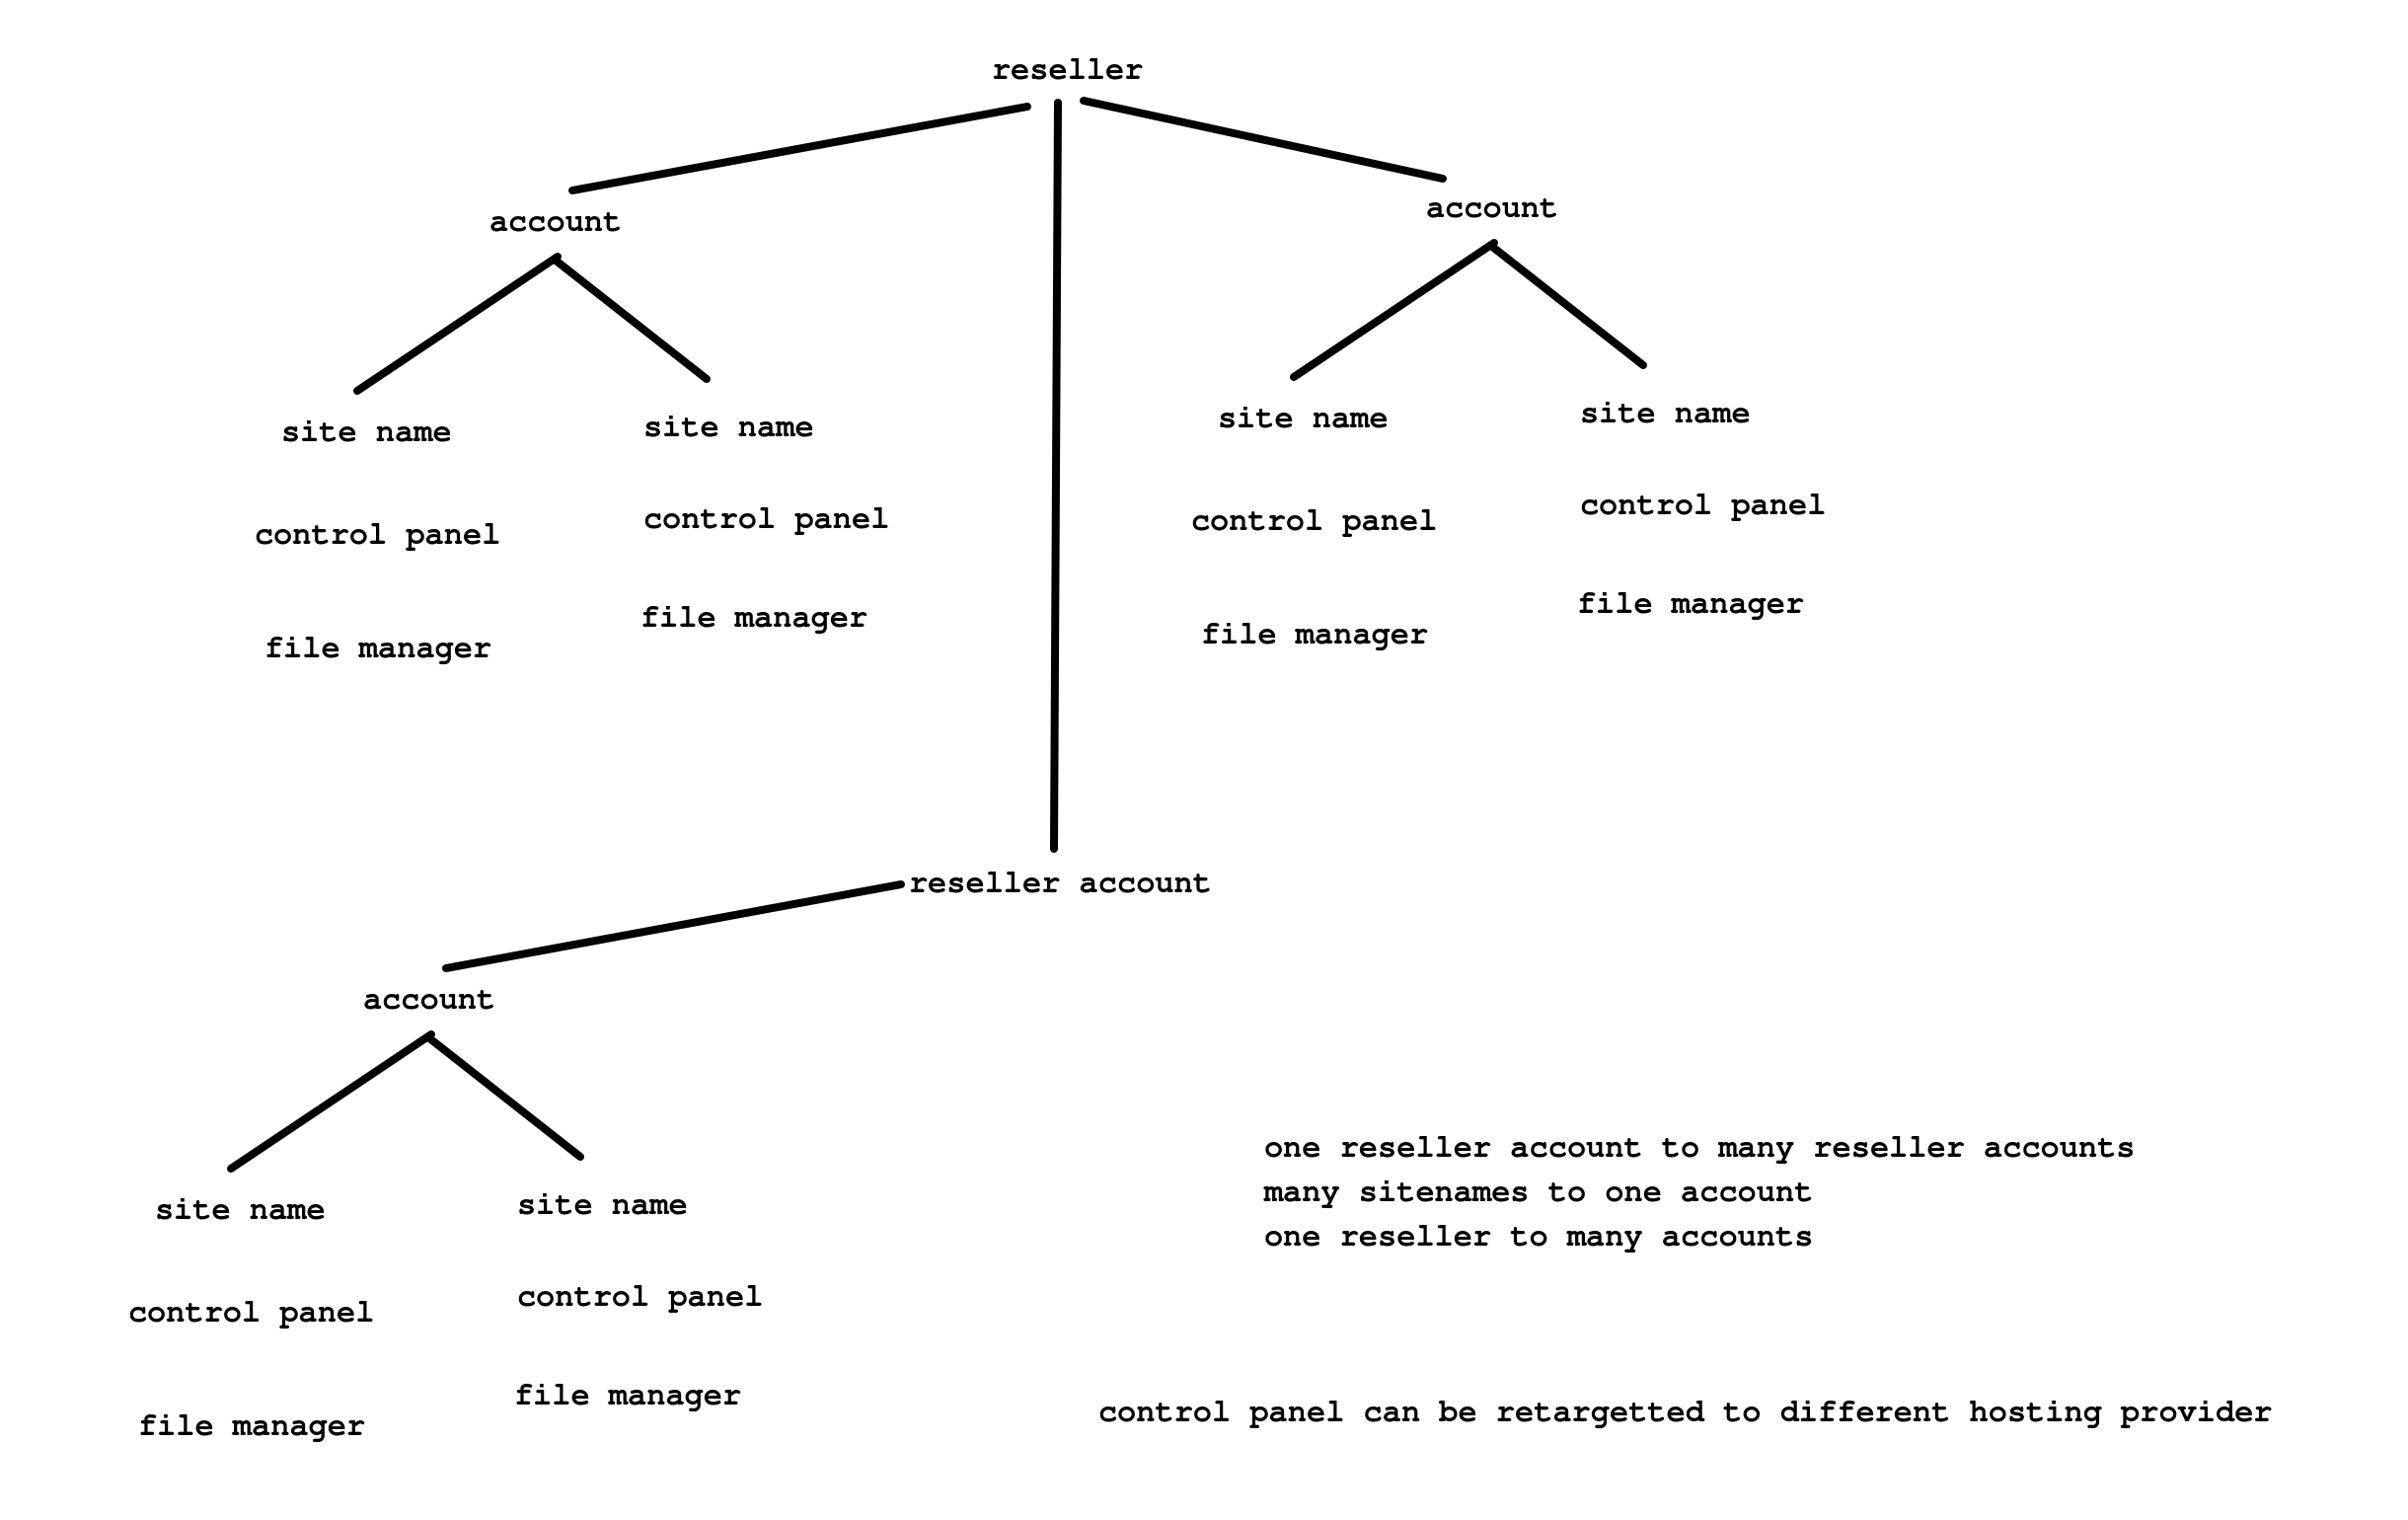 reseller
account
account
site name
site name
control panel
control panel
file manager
file manager
site name
site name
control panel
control panel
file manager
file manager
reseller account
account
site name
site name
control panel
control panel
file manager
file manager
one reseller account to many reseller accounts
many sitenames to one account
one reseller to many accounts
control panel can be retargetted to different hosting provider